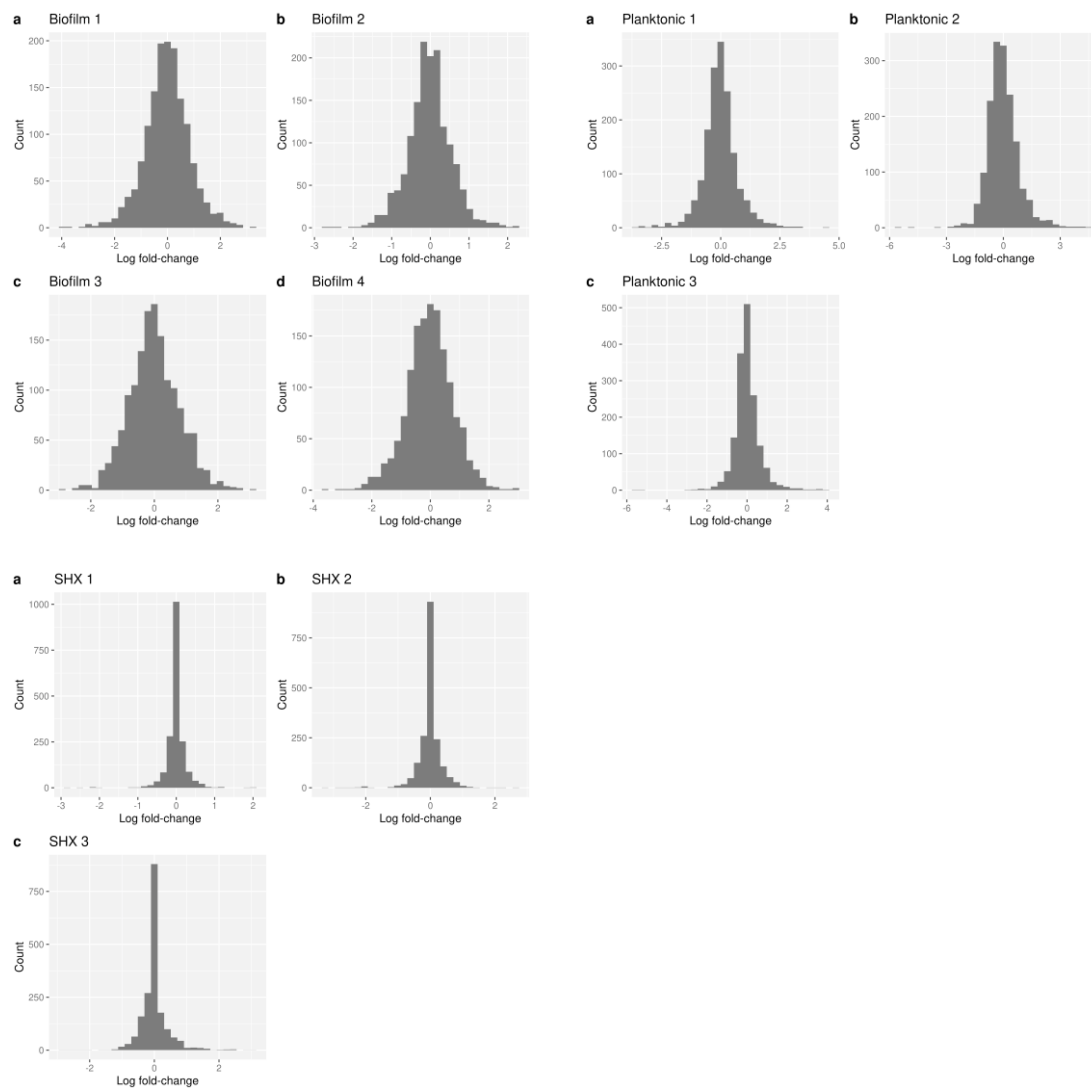 a Biofilm 1
200
150
100
50
0
Count
-4 -2 0 2
Log fold-change
b Biofilm 2
200
150
100
50
0
Count
-3 -2 -1 0 1 2
Log fold-change
a Planktonic 1
300
200
100
0
Count
-2.5 0.0 2.5 5.0
Log fold-change
b Planktonic 2
300
200
100
0
Count
-6 -3 0 3
Log fold-change
c Biofilm 3
150
100
50
0
Count
-2 0 2
Log fold-change
d Biofilm 4
150
100
50
0
Count
-4 -2 0 2
Log fold-change
c Planktonic 3
500
400
300
200
100
0
Count
-6 -4 -2 0 2 4
Log fold-change
a SHX 1
1000
750
500
250
0
Count
-3 -2 -1 0 1 2
Log fold-change
b SHX 2
750
500
250
0
Count
-2 0 2
Log fold-change
c SHX 3
750
500
250
0
Count
-2 0 2
Log fold-change